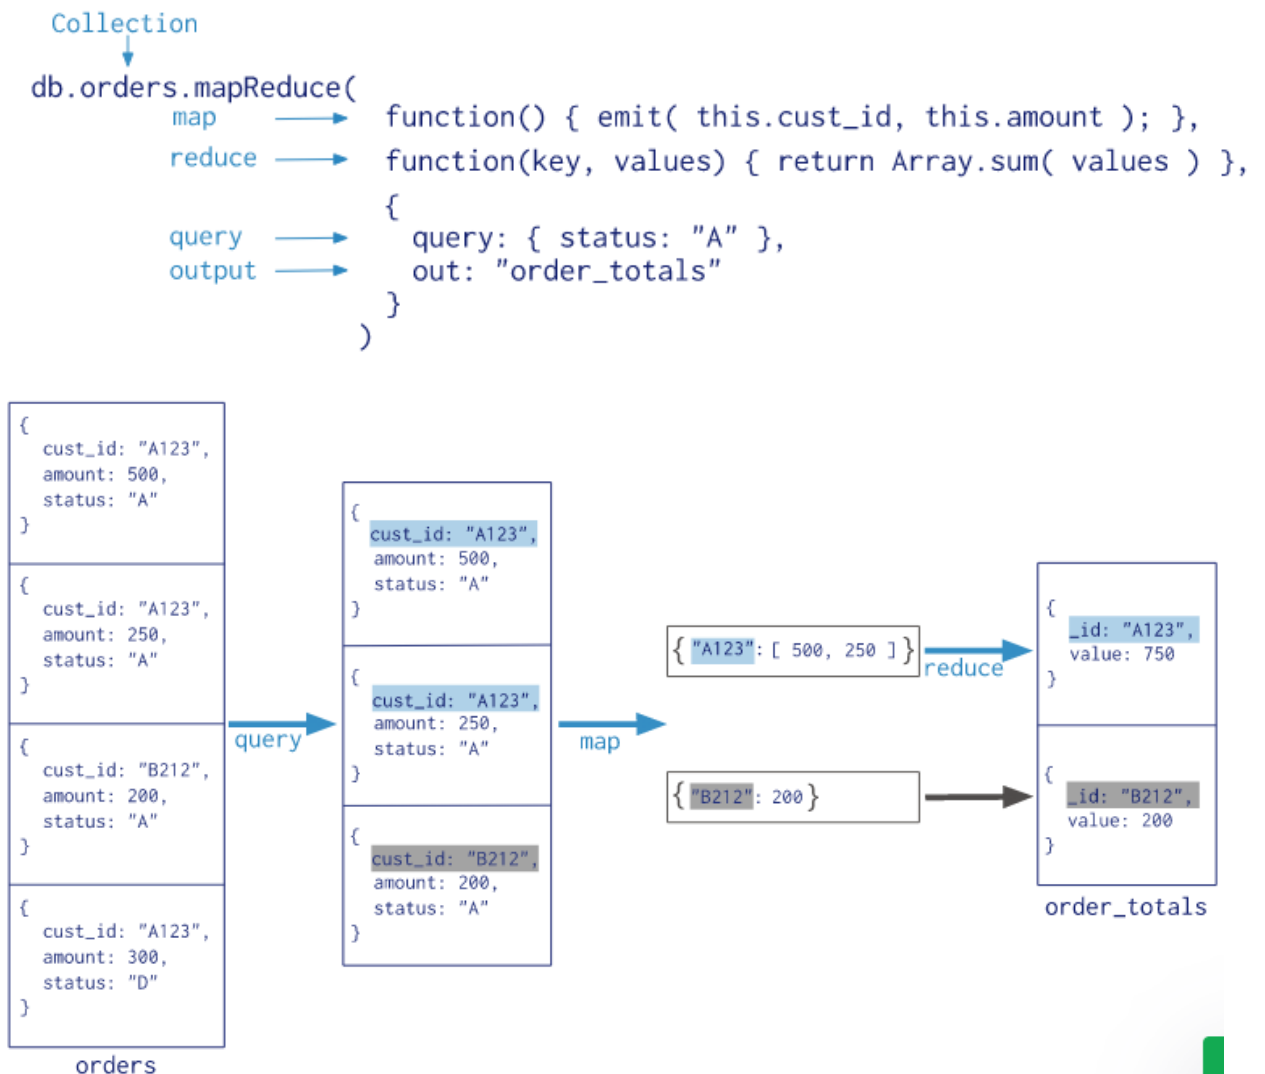 Collection
db.orders.mapReduce(
map function() { emit( this.cust_id, this.amount ); },
reduce function(key, values) { return Array.sum( values ) },
{
query query: { status: "A" },
output out: "order_totals"
}
)
{
cust_id: "A123",
amount: 500,
status: "A"
}
{
cust_id: "A123",
amount: 250,
status: "A"
}
{
cust_id: "B212",
amount: 200,
status: "A"
}
{
cust_id: "A123",
amount: 300,
status: "D"
}
orders
query
{
cust_id: "A123",
amount: 500,
status: "A"
}
{
cust_id: "A123",
amount: 250,
status: "A"
}
{
cust_id: "B212",
amount: 200,
status: "A"
}
map
{ "A123": [ 500, 250 ] }
{ "B212": 200 }
reduce
{
_id: "A123",
value: 750
}
{
_id: "B212",
value: 200
}
order_totals